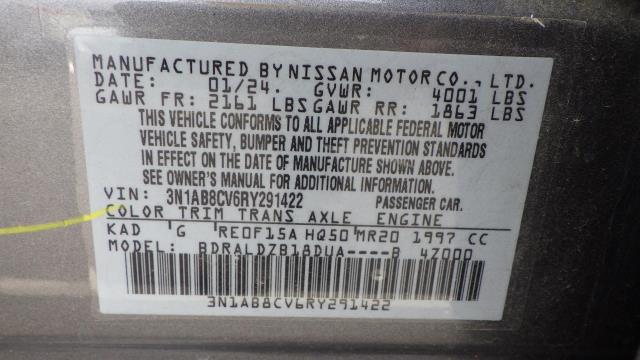 MANUFACTURED BY NISSAN MOTOR CO., LTD.
DATE: 01/24. GVWR: 4001 LBS
GAWR FR: 2161 LBS GAWR RR: 1863 LBS
THIS VEHICLE CONFORMS TO ALL APPLICABLE FEDERAL MOTOR
VEHICLE SAFETY, BUMPER AND THEFT PREVENTION STANDARDS
IN EFFECT ON THE DATE OF MANUFACTURE SHOWN ABOVE.
SEE OWNER'S MANUAL FOR ADDITIONAL INFORMATION.
VIN: 3N1AB8CV6RY291422 PASSENGER CAR.
COLOR TRIM TRANS AXLE ENGINE
KAD 'G 'RE0F15A HQ50'MR20 1997 CC
MODEL: BDRALDZB18DUA----B 4Z000
3N1AB8CV6RY291422